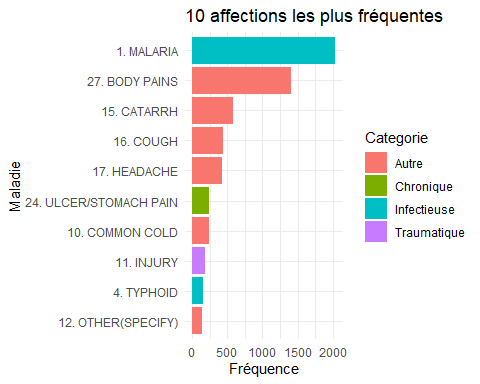 10 affections les plus fréquentes
Maladie
1. MALARIA
27. BODY PAINS
15. CATARRH
16. COUGH
17. HEADACHE
24. ULCER/STOMACH PAIN
10. COMMON COLD
11. INJURY
4. TYPHOID
12. OTHER(SPECIFY)
0 500 1000 1500 2000
Fréquence
Categorie
Autre
Chronique
Infectieuse
Traumatique